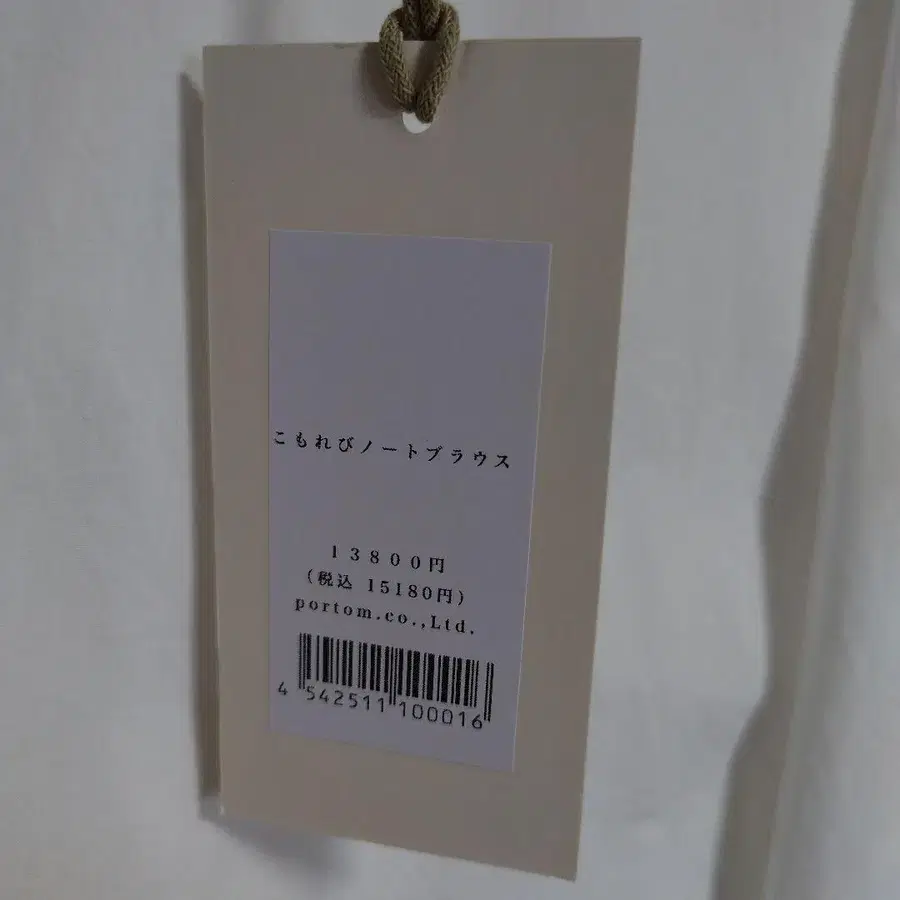 こもれびノートブラウス
13800円
(税込 15180円)
portom.co.,Ltd.
4 542511 100016